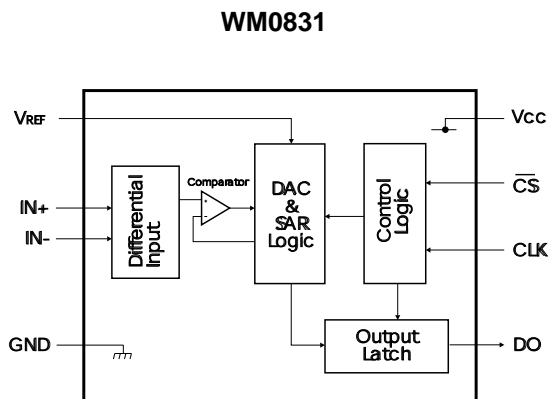 WM0831
VREF
VCC
Comparator
+
-
DAC
&
SAR
Logic
Control
Logic
Differential
Input
IN+
IN-
CS
CLK
GND
Output
Latch
DO